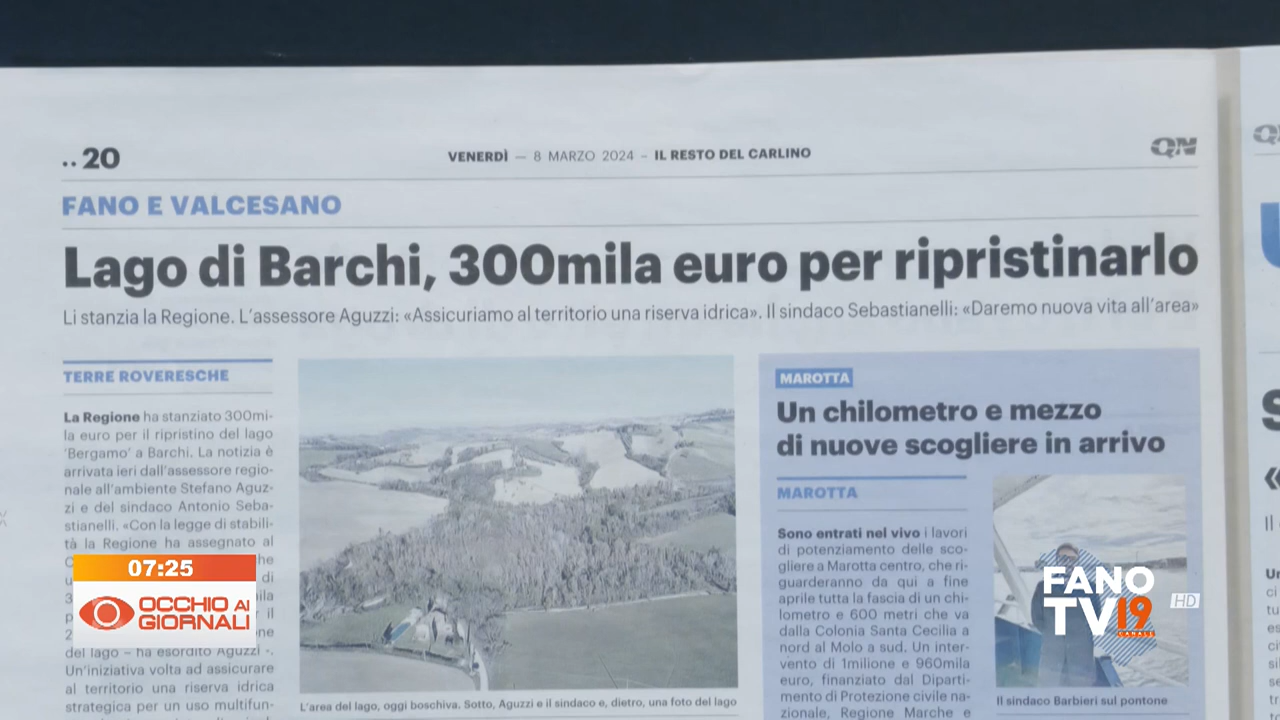 .. 20
VENERDÌ — 8 MARZO 2024 – IL RESTO DEL CARLINO
QN
FANO E VALCESANO
Lago di Barchi, 300mila euro per ripristinarlo
Li stanzia la Regione. L'assessore Aguzzi: «Assicuriamo al territorio una riserva idrica». Il sindaco Sebastianelli: «Daremo nuova vita all'area»
TERRE ROVERESCHE
La Regione ha stanziato 300mi-
la euro per il ripristino del lago
'Bergamo' a Barchi. La notizia è
arrivata ieri dall'assessore regio-
nale all'ambiente Stefano Aguz-
zi e del sindaco Antonio Seba-
stianelli. «Con la legge di stabili-
tà la Regione ha assegnato al
del lago – ha esordito Aguzzi -.
Un'iniziativa volta ad assicurare
al territorio una riserva idrica
strategica per un uso multifun-
L'area del lago, oggi boschiva. Sotto, Aguzzi e il sindaco e, dietro, una foto del lago
MAROTTA
Un chilometro e mezzo
di nuove scogliere in arrivo
MAROTTA
Sono entrati nel vivo i lavori
di potenziamento delle sco-
gliere a Marotta centro, che ri-
guarderanno da qui a fine
aprile tutta la fascia di un chi-
lometro e 600 metri che va
dalla Colonia Santa Cecilia a
nord al Molo a sud. Un inter-
vento di 1milione e 960mila
euro, finanziato dal Diparti-
mento di Protezione civile na-
zionale, Regione Marche e
Il sindaco Barbieri sul pontone
07:25
OCCHIO AI
GIORNALI
FANO
TV 19
CANALE
HD